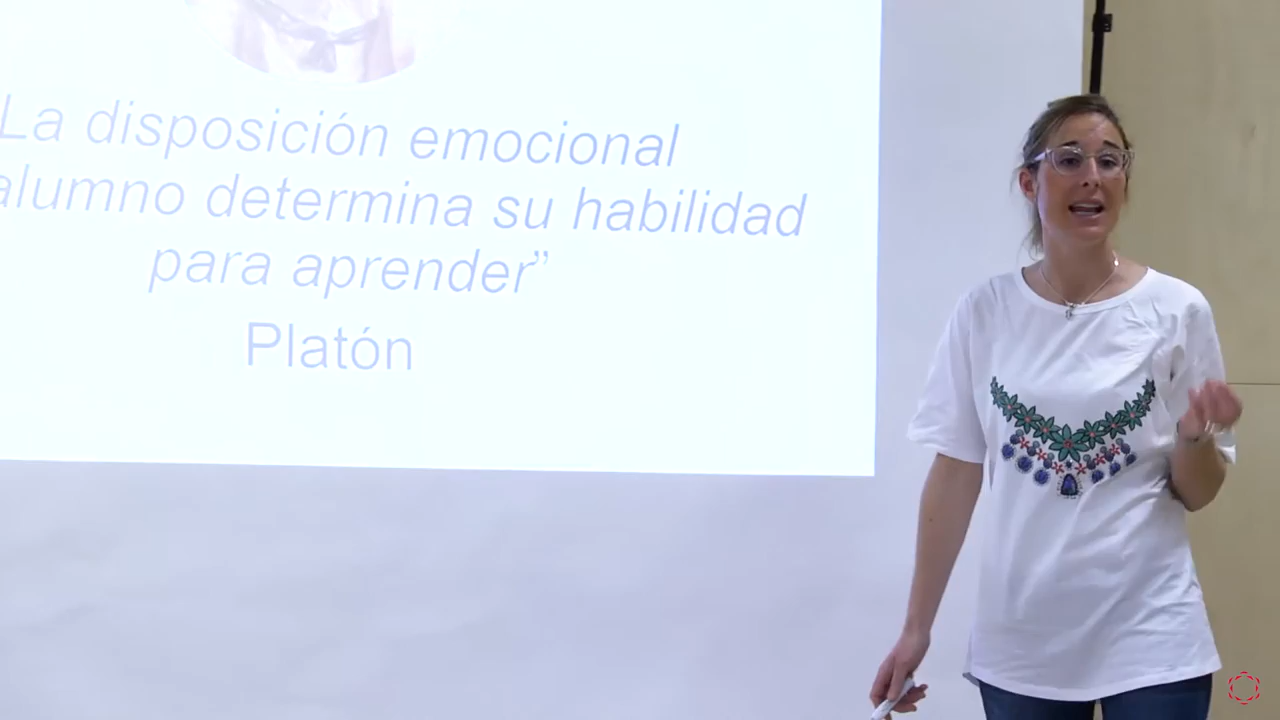 La disposición emocional
alumno determina su habilidad
para aprender”
Platón